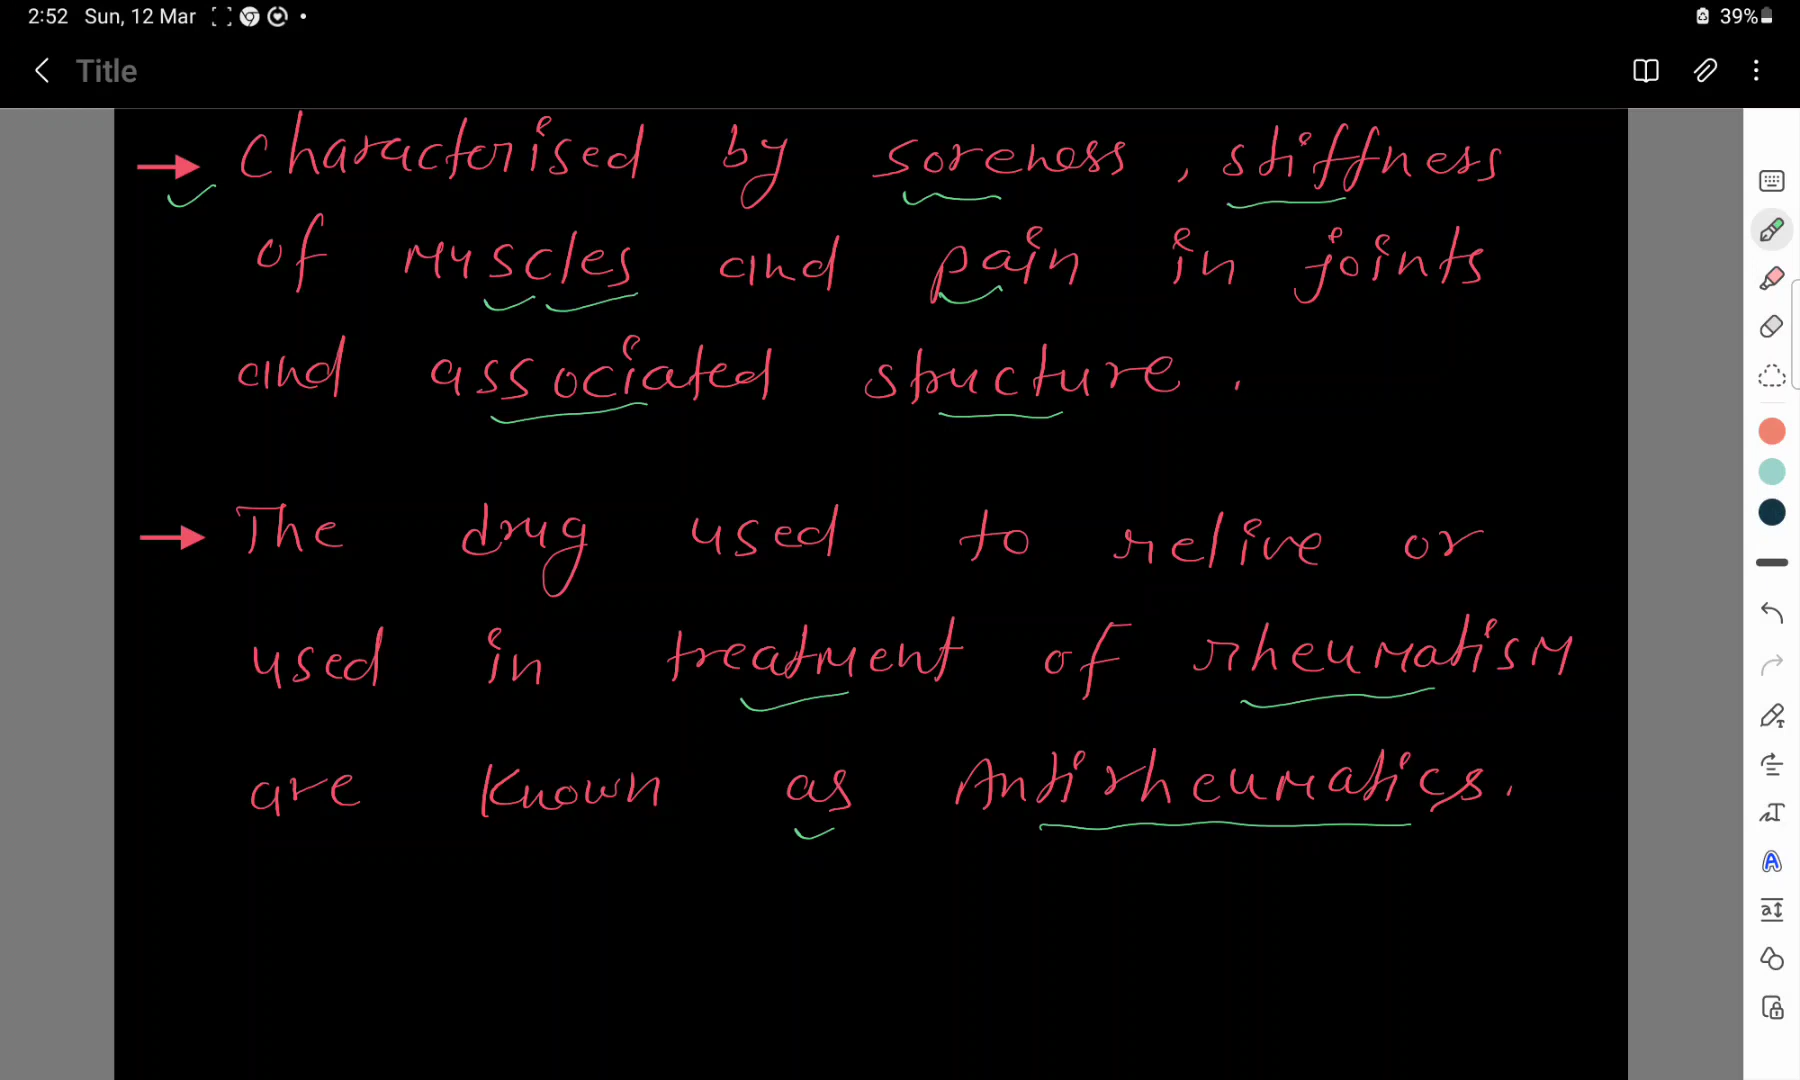 2:52 Sun, 12 Mar
39%
Title
→ Characterised by soreness, stiffness
of muscles and pain in joints
and associated structure.
→ The drug used to relive or
used in treatment of rheumatism
are known as Antirheumatics.